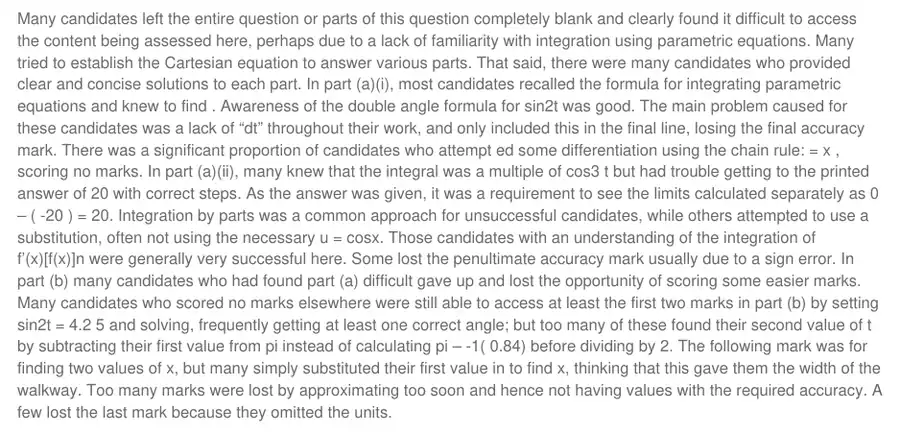 Many candidates left the entire question or parts of this question completely blank and clearly found it difficult to access
the content being assessed here, perhaps due to a lack of familiarity with integration using parametric equations. Many
tried to establish the Cartesian equation to answer various parts. That said, there were many candidates who provided
clear and concise solutions to each part. In part (a)(i), most candidates recalled the formula for integrating parametric
equations and knew to find . Awareness of the double angle formula for sin2t was good. The main problem caused for
these candidates was a lack of “dt” throughout their work, and only included this in the final line, losing the final accuracy
mark. There was a significant proportion of candidates who attempt ed some differentiation using the chain rule: = x ,
scoring no marks. In part (a)(ii), many knew that the integral was a multiple of cos3 t but had trouble getting to the printed
answer of 20 with correct steps. As the answer was given, it was a requirement to see the limits calculated separately as 0
– ( -20 ) = 20. Integration by parts was a common approach for unsuccessful candidates, while others attempted to use a
substitution, often not using the necessary u = cosx. Those candidates with an understanding of the integration of
f’(x)[f(x)]n were generally very successful here. Some lost the penultimate accuracy mark usually due to a sign error. In
part (b) many candidates who had found part (a) difficult gave up and lost the opportunity of scoring some easier marks.
Many candidates who scored no marks elsewhere were still able to access at least the first two marks in part (b) by setting
sin2t = 4.2 5 and solving, frequently getting at least one correct angle; but too many of these found their second value of t
by subtracting their first value from pi instead of calculating pi – -1( 0.84) before dividing by 2. The following mark was for
finding two values of x, but many simply substituted their first value in to find x, thinking that this gave them the width of the
walkway. Too many marks were lost by approximating too soon and hence not having values with the required accuracy. A
few lost the last mark because they omitted the units.